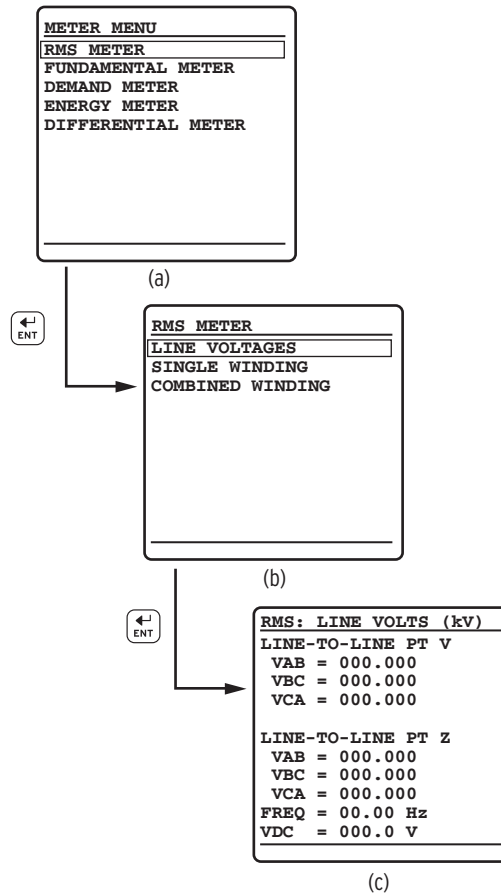 METER MENU
RMS METER
FUNDAMENTAL METER
DEMAND METER
ENERGY METER
DIFFERENTIAL METER
(a)
ENT
RMS METER
LINE VOLTAGES
SINGLE WINDING
COMBINED WINDING
(b)
ENT
RMS: LINE VOLTS (kV)
LINE-TO-LINE PT V
VAB = 000.000
VBC = 000.000
VCA = 000.000
LINE-TO-LINE PT Z
VAB = 000.000
VBC = 000.000
VCA = 000.000
FREQ = 00.00 Hz
VDC = 000.0 V
(c)